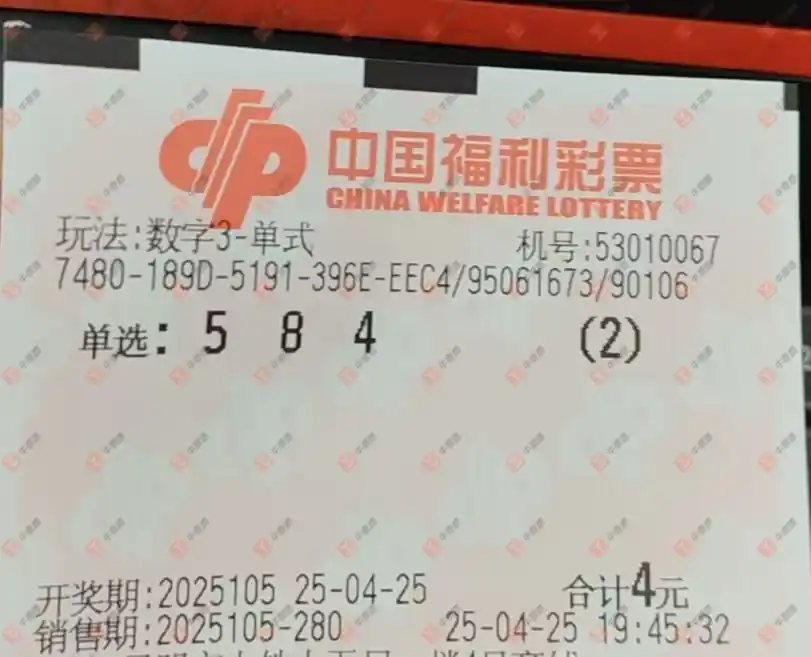 中国福利彩票
CHINA WELFARE LOTTERY
玩法:数字3-单式 机号:53010067
7480-189D-5191-396E-EEC4/95061673/90106
单选: 5 8 4 (2)
开奖期:2025105 25-04-25 合计4元
销售期:2025105-280 25-04-25 19:45:32